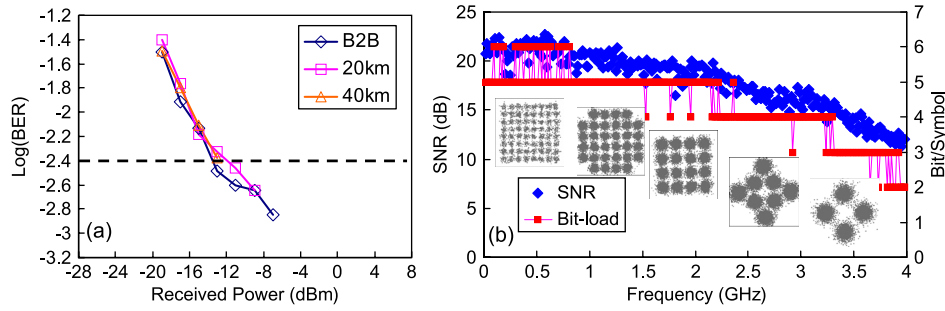 -1.2
-1.4
-1.6
-1.8
-2
-2.2
-2.4
-2.6
-2.8
-3
-3.2
Log(BER)
(a)
B2B
20km
40km
-28 -24 -20 -16 -12 -8 -4 0 4 8
Received Power (dBm)
25
20
15
10
5
0
SNR (dB)
SNR
Bit-load
(b)
0 0.5 1 1.5 2 2.5 3 3.5 4
Frequency (GHz)
7
6
5
4
3
2
1
0
Bit/Symbol